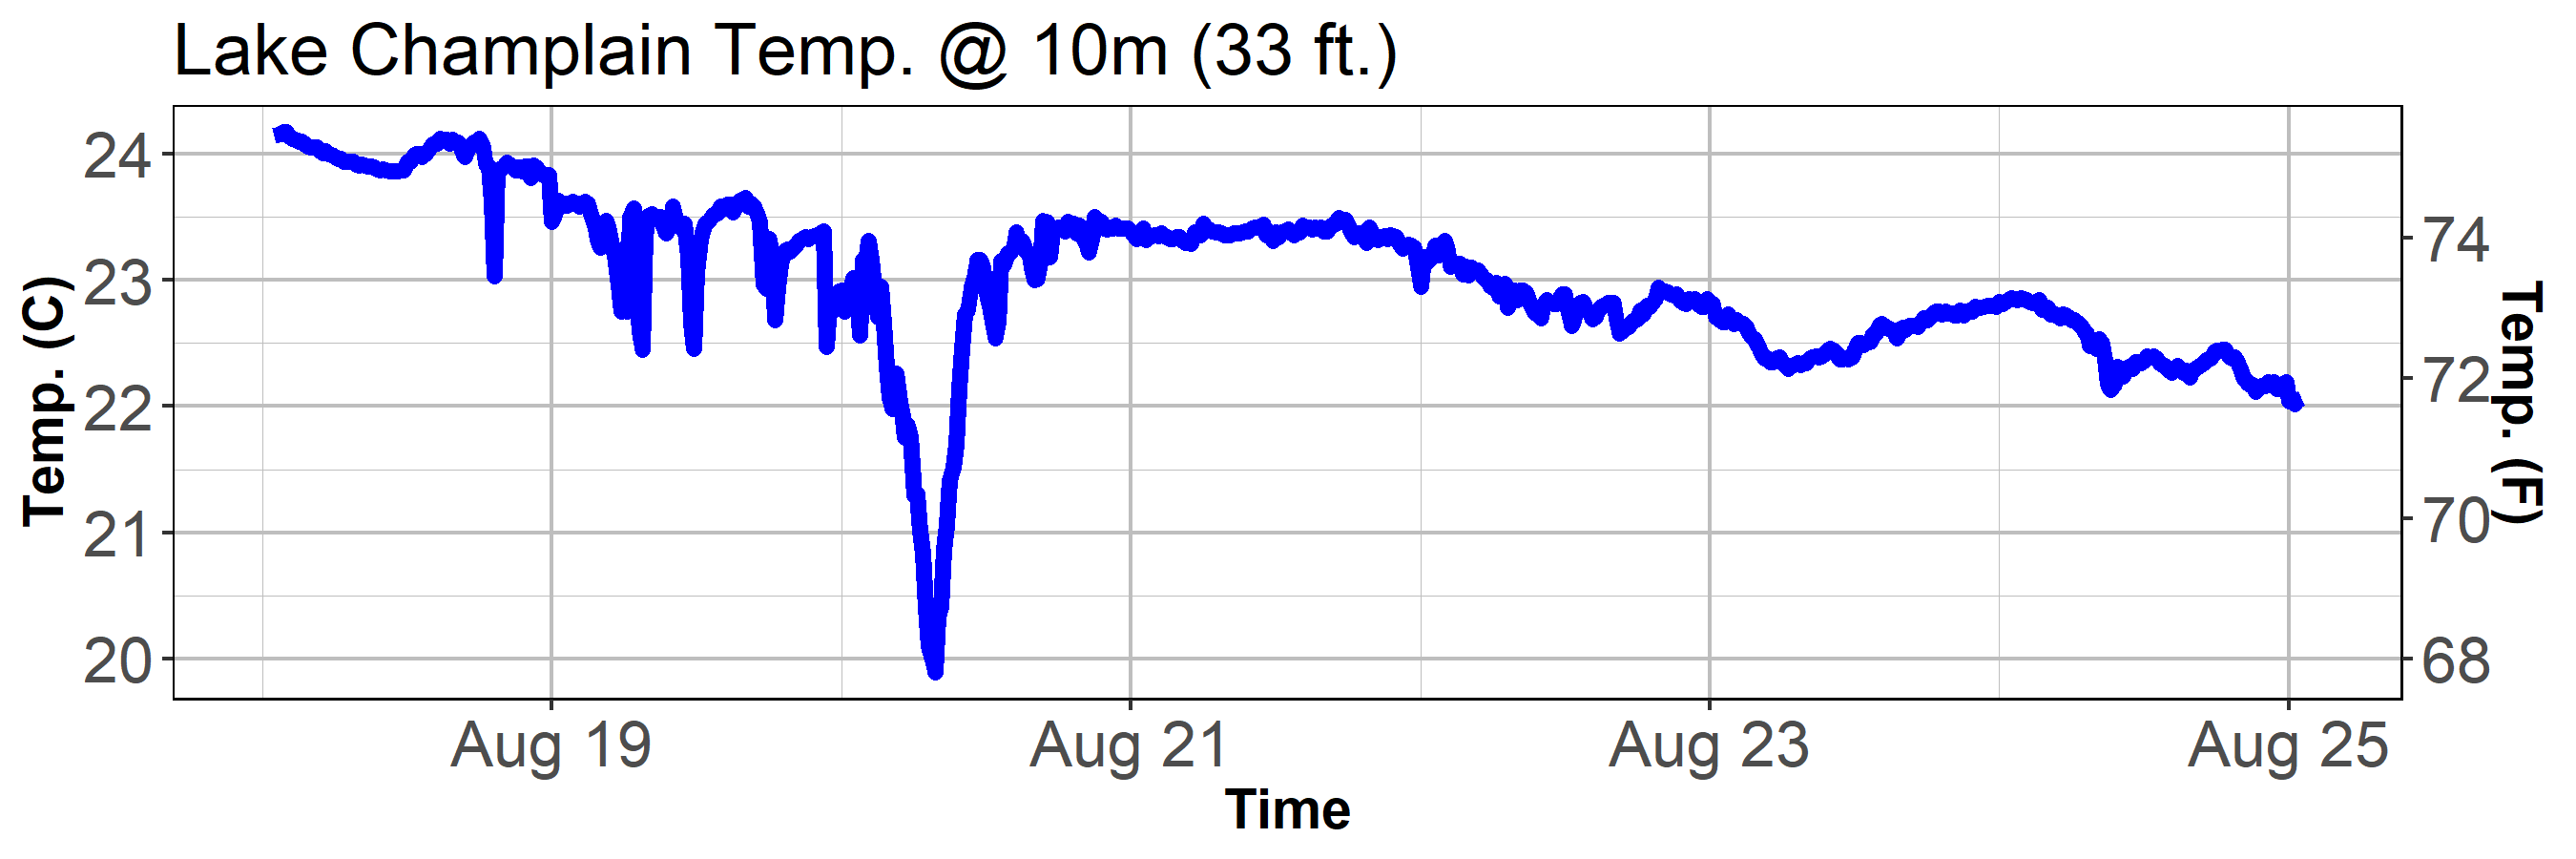 Lake Champlain Temp. @ 10m (33 ft.)
Temp. (C)
24
23
22
21
20
74
72
70
68
Temp. (F)
Aug 19 Aug 21 Aug 23 Aug 25
Time